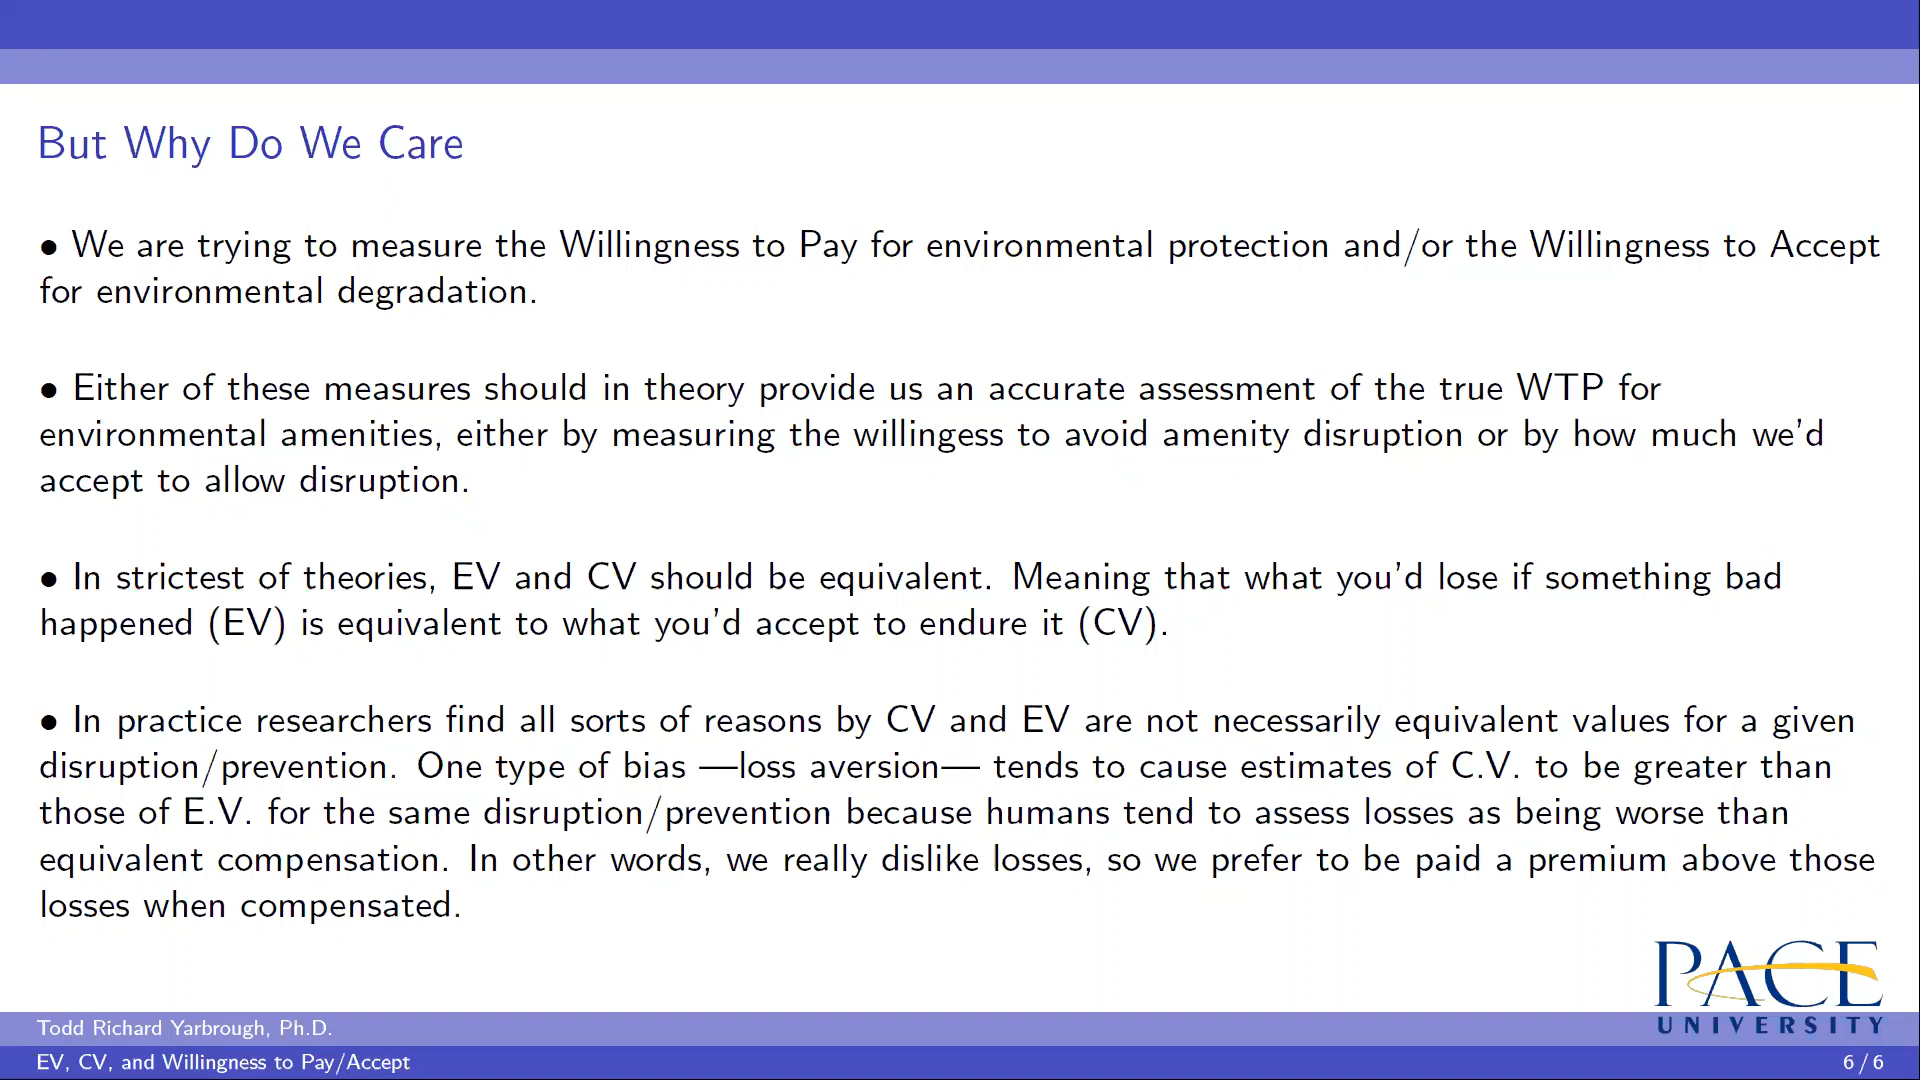 But Why Do We Care
• We are trying to measure the Willingness to Pay for environmental protection and/or the Willingness to Accept
for environmental degradation.
• Either of these measures should in theory provide us an accurate assessment of the true WTP for
environmental amenities, either by measuring the willingess to avoid amenity disruption or by how much we'd
accept to allow disruption.
• In strictest of theories, EV and CV should be equivalent. Meaning that what you'd lose if something bad
happened (EV) is equivalent to what you'd accept to endure it (CV).
• In practice researchers find all sorts of reasons by CV and EV are not necessarily equivalent values for a given
disruption/prevention. One type of bias —loss aversion— tends to cause estimates of C.V. to be greater than
those of E.V. for the same disruption/prevention because humans tend to assess losses as being worse than
equivalent compensation. In other words, we really dislike losses, so we prefer to be paid a premium above those
losses when compensated.
PACE
UNIVERSITY
Todd Richard Yarbrough, Ph.D.
EV, CV, and Willingness to Pay/Accept
6 / 6